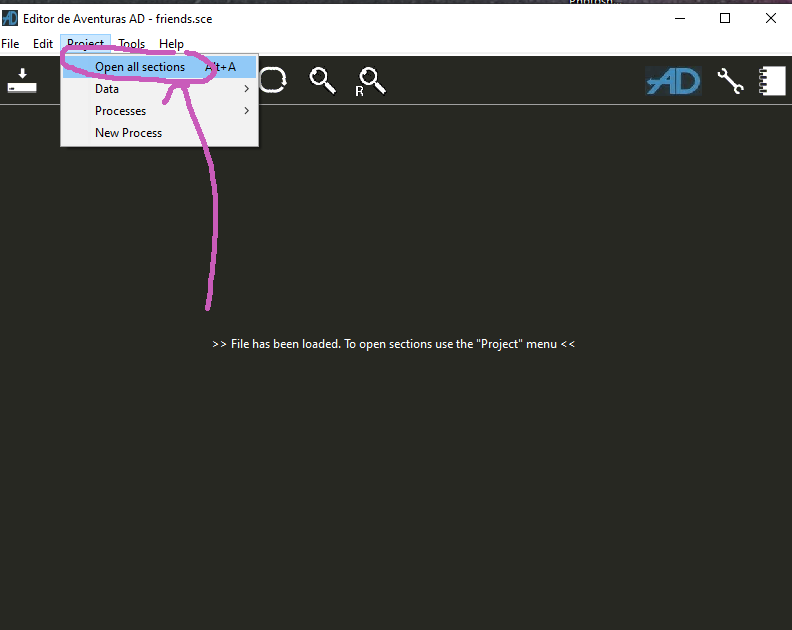 Editor de Aventuras AD - friends.sce
File Edit Project Tools Help
Open all sections Alt+A
Data
Processes
New Process
R
AD
>> File has been loaded. To open sections use the "Project" menu <<